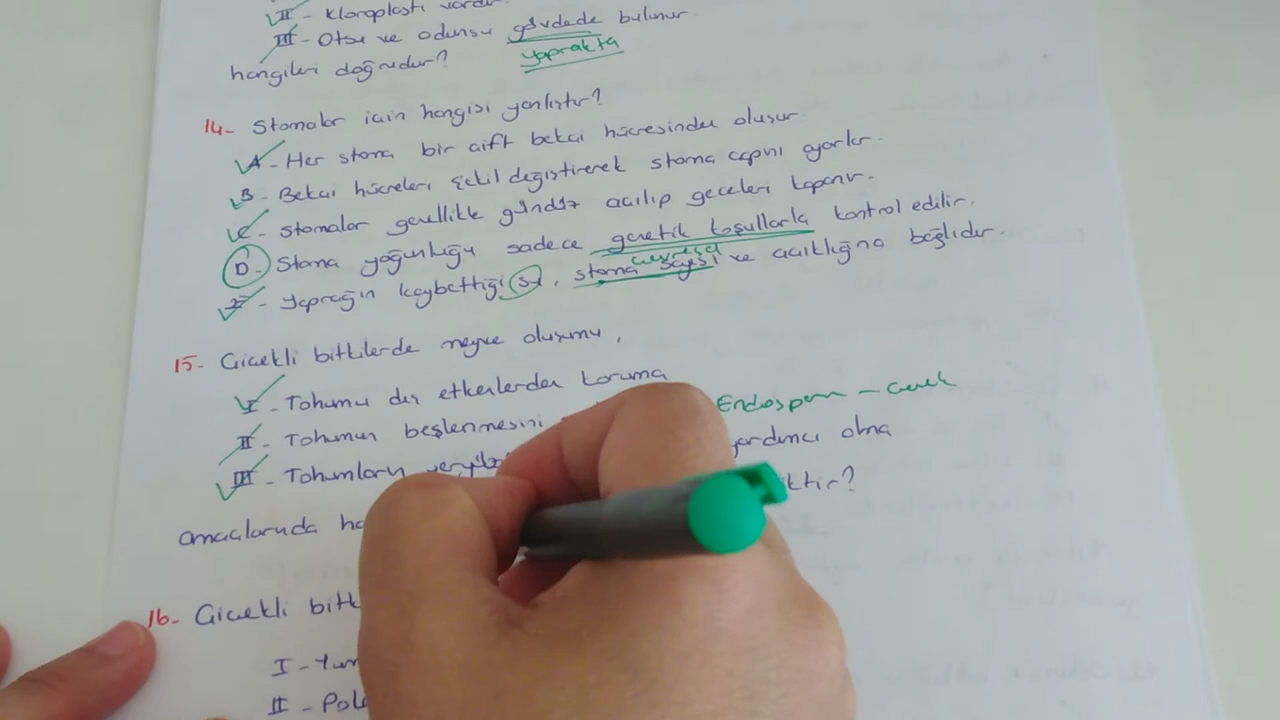 II - Kloroplastı vardır.
III - Otsu ve odunsu gövdede bulunur
yaprakta
hangileri doğrudur?
14- Stomalar için hangisi yanlıştır?
A - Her stoma bir çift bekçi hücresinden oluşur.
B - Bekçi hücreleri şekil değiştirerek stoma çapını ayarlar.
C - Stomalar genellikle gündüz açılıp geceleri kapanır.
D - Stoma yoğunluğu sadece genetik koşullarla kontrol edilir.
çevresel
E - Yaprağın kaybettiği su, stoma sayısı ve açıklığına bağlıdır.
15- Çiçekli bitkilerde meyve oluşumu,
I - Tohumu dış etkenlerden koruma
Endosperm - Çenek
II - Tohumun beslenmesini
III - Tohumların yardımcı olma
amaçlarında
16- Çiçekli
I -
II -